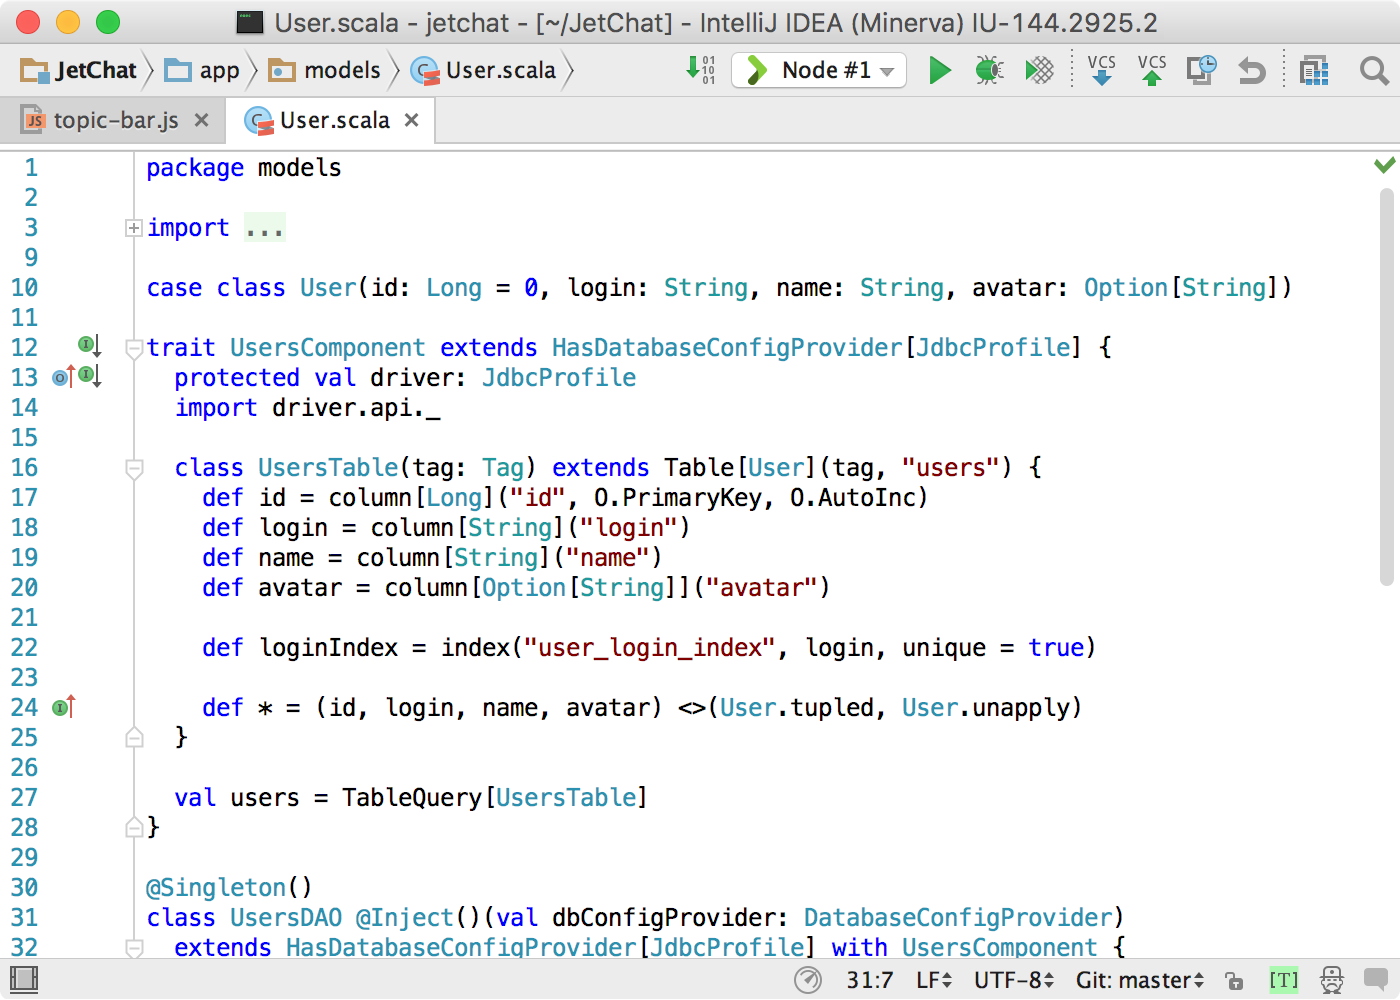 User.scala - jetchat - [~/JetChat] - IntelliJ IDEA (Minerva) IU-144.2925.2
JetChat app models User.scala Node #1 VCS VCS
topic-bar.js User.scala
1 package models
2
3 import ...
9
10 case class User(id: Long = 0, login: String, name: String, avatar: Option[String])
11
12 trait UsersComponent extends HasDatabaseConfigProvider[JdbcProfile] {
13 protected val driver: JdbcProfile
14 import driver.api._
15
16 class UsersTable(tag: Tag) extends Table[User](tag, "users") {
17 def id = column[Long]("id", O.PrimaryKey, O.AutoInc)
18 def login = column[String]("login")
19 def name = column[String]("name")
20 def avatar = column[Option[String]]("avatar")
21
22 def loginIndex = index("user_login_index", login, unique = true)
23
24 def * = (id, login, name, avatar) <>(User.tupled, User.unapply)
25 }
26
27 val users = TableQuery[UsersTable]
28 }
29
30 @Singleton()
31 class UsersDAO @Inject()(val dbConfigProvider: DatabaseConfigProvider)
32 extends HasDatabaseConfigProvider[JdbcProfile] with UsersComponent {
31:7 LF UTF-8 Git: master [T]